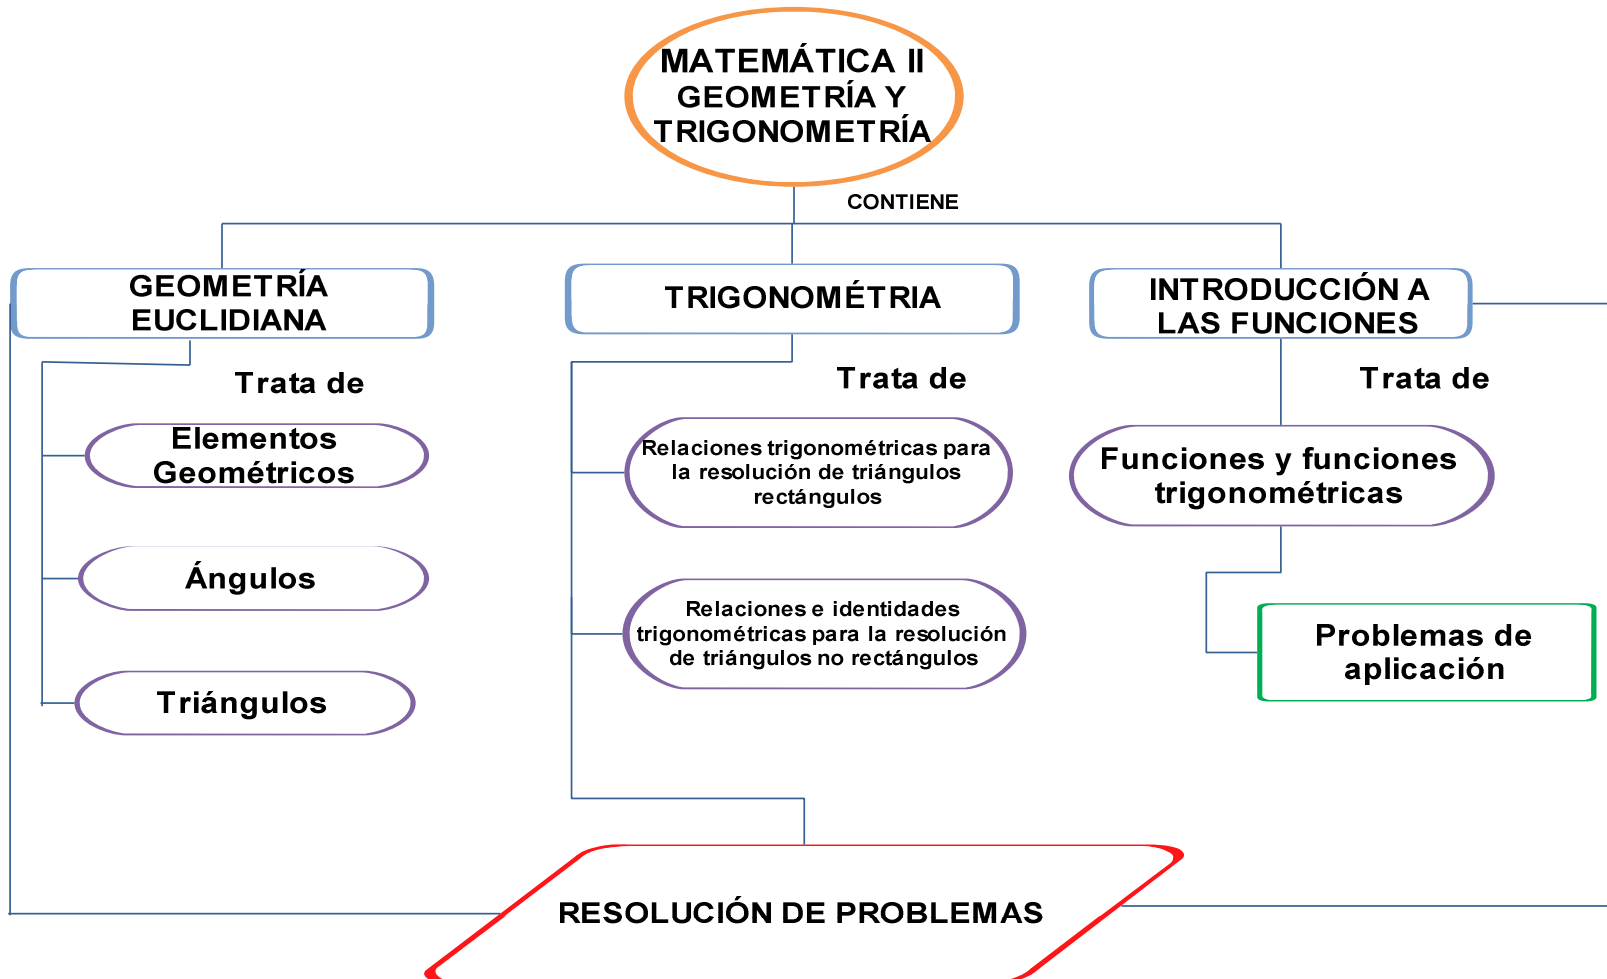 MATEMÁTICA II
GEOMETRÍA Y
TRIGONOMETRÍA
CONTIENE
GEOMETRÍA
EUCLIDIANA
TRIGONOMÉTRIA
INTRODUCCIÓN A
LAS FUNCIONES
Trata de
Trata de
Trata de
Elementos
Geométricos
Ángulos
Triángulos
Relaciones trigonométricas para
la resolución de triángulos
rectángulos
Relaciones e identidades
trigonométricas para la resolución
de triángulos no rectángulos
Funciones y funciones
trigonométricas
Problemas de
aplicación
RESOLUCIÓN DE PROBLEMAS